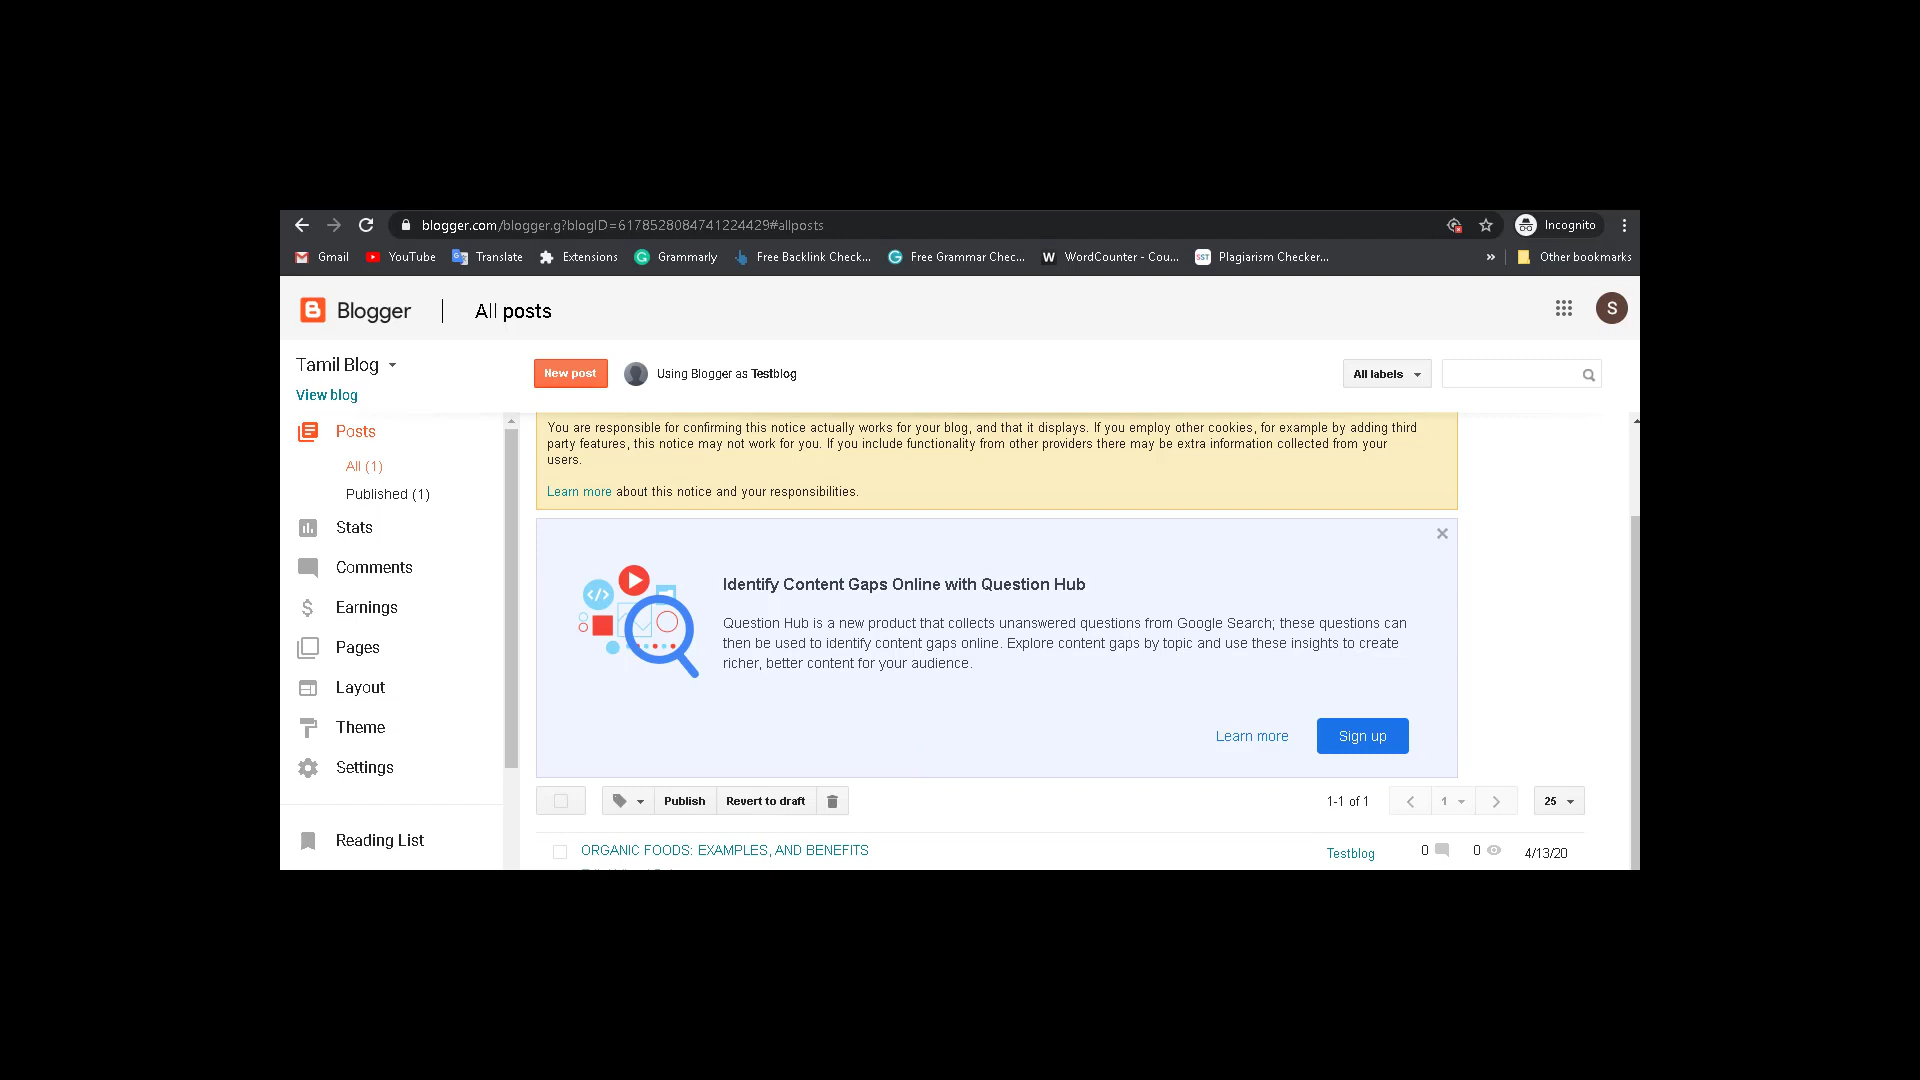 blogger.com/blogger.g?blogID=6178528084741224429#allposts
Incognito
Gmail
YouTube
Translate
Extensions
Grammarly
Free Backlink Check...
Free Grammar Chec...
WordCounter - Cou...
Plagiarism Checker...
»
Other bookmarks
Blogger
All posts
S
Tamil Blog
View blog
New post
Using Blogger as Testblog
All labels
Posts
All (1)
Published (1)
Stats
Comments
Earnings
Pages
Layout
Theme
Settings
Reading List
You are responsible for confirming this notice actually works for your blog, and that it displays. If you employ other cookies, for example by adding third
party features, this notice may not work for you. If you include functionality from other providers there may be extra information collected from your
users.
Learn more about this notice and your responsibilities.
Identify Content Gaps Online with Question Hub
Question Hub is a new product that collects unanswered questions from Google Search; these questions can
then be used to identify content gaps online. Explore content gaps by topic and use these insights to create
richer, better content for your audience.
Learn more
Sign up
Publish
Revert to draft
1-1 of 1
1
25
ORGANIC FOODS: EXAMPLES, AND BENEFITS
Testblog
0
0
4/13/20